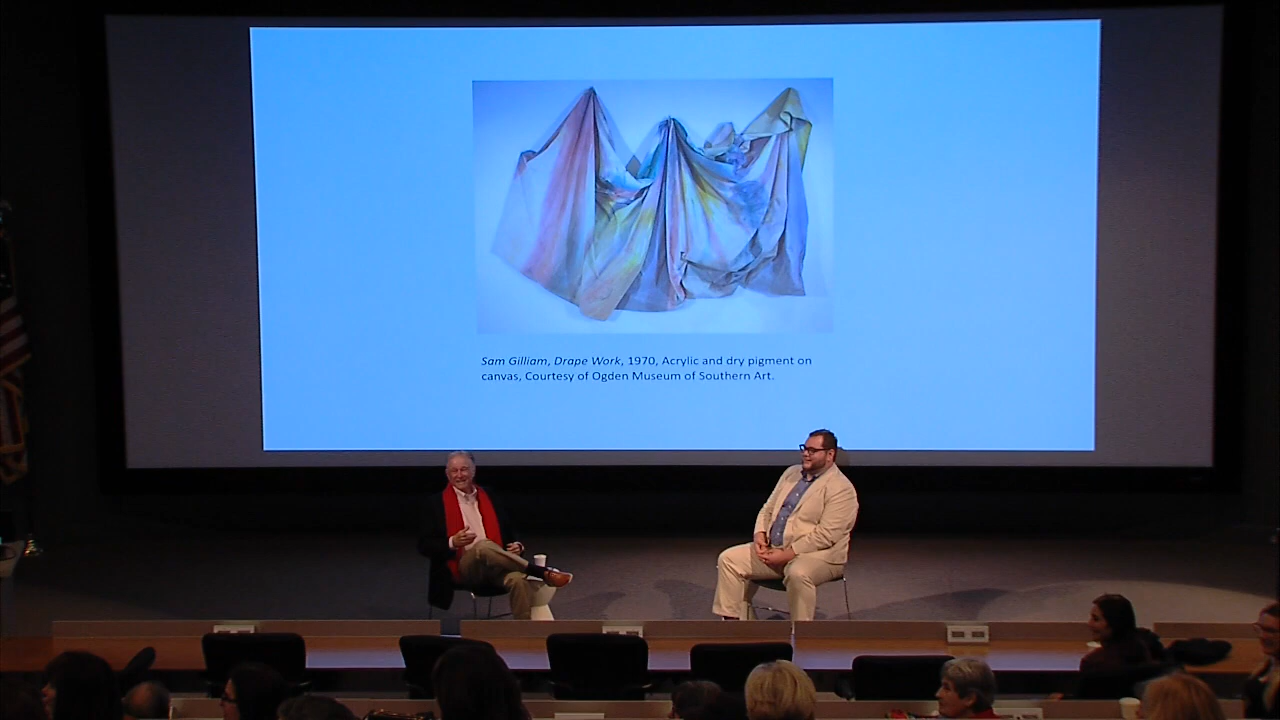 Sam Gilliam, Drape Work, 1970, Acrylic and dry pigment on
canvas, Courtesy of Ogden Museum of Southern Art.